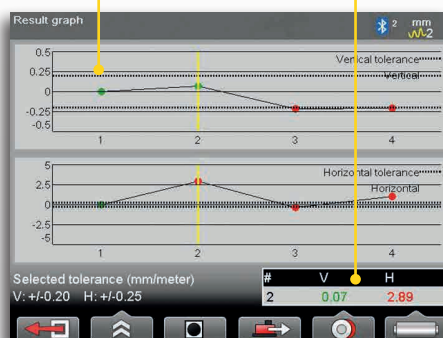 Result graph
2
mm
2
0.5
0.25
0
-0.25
-0.5
Vertical tolerance
Vertical
1 2 3 4
5
2.5
0
-2.5
-5
Horizontal tolerance
Horizontal
1 2 3 4
Selected tolerance (mm/meter)
V: +/-0.20 H: +/-0.25
# V H
2 0.07 2.89